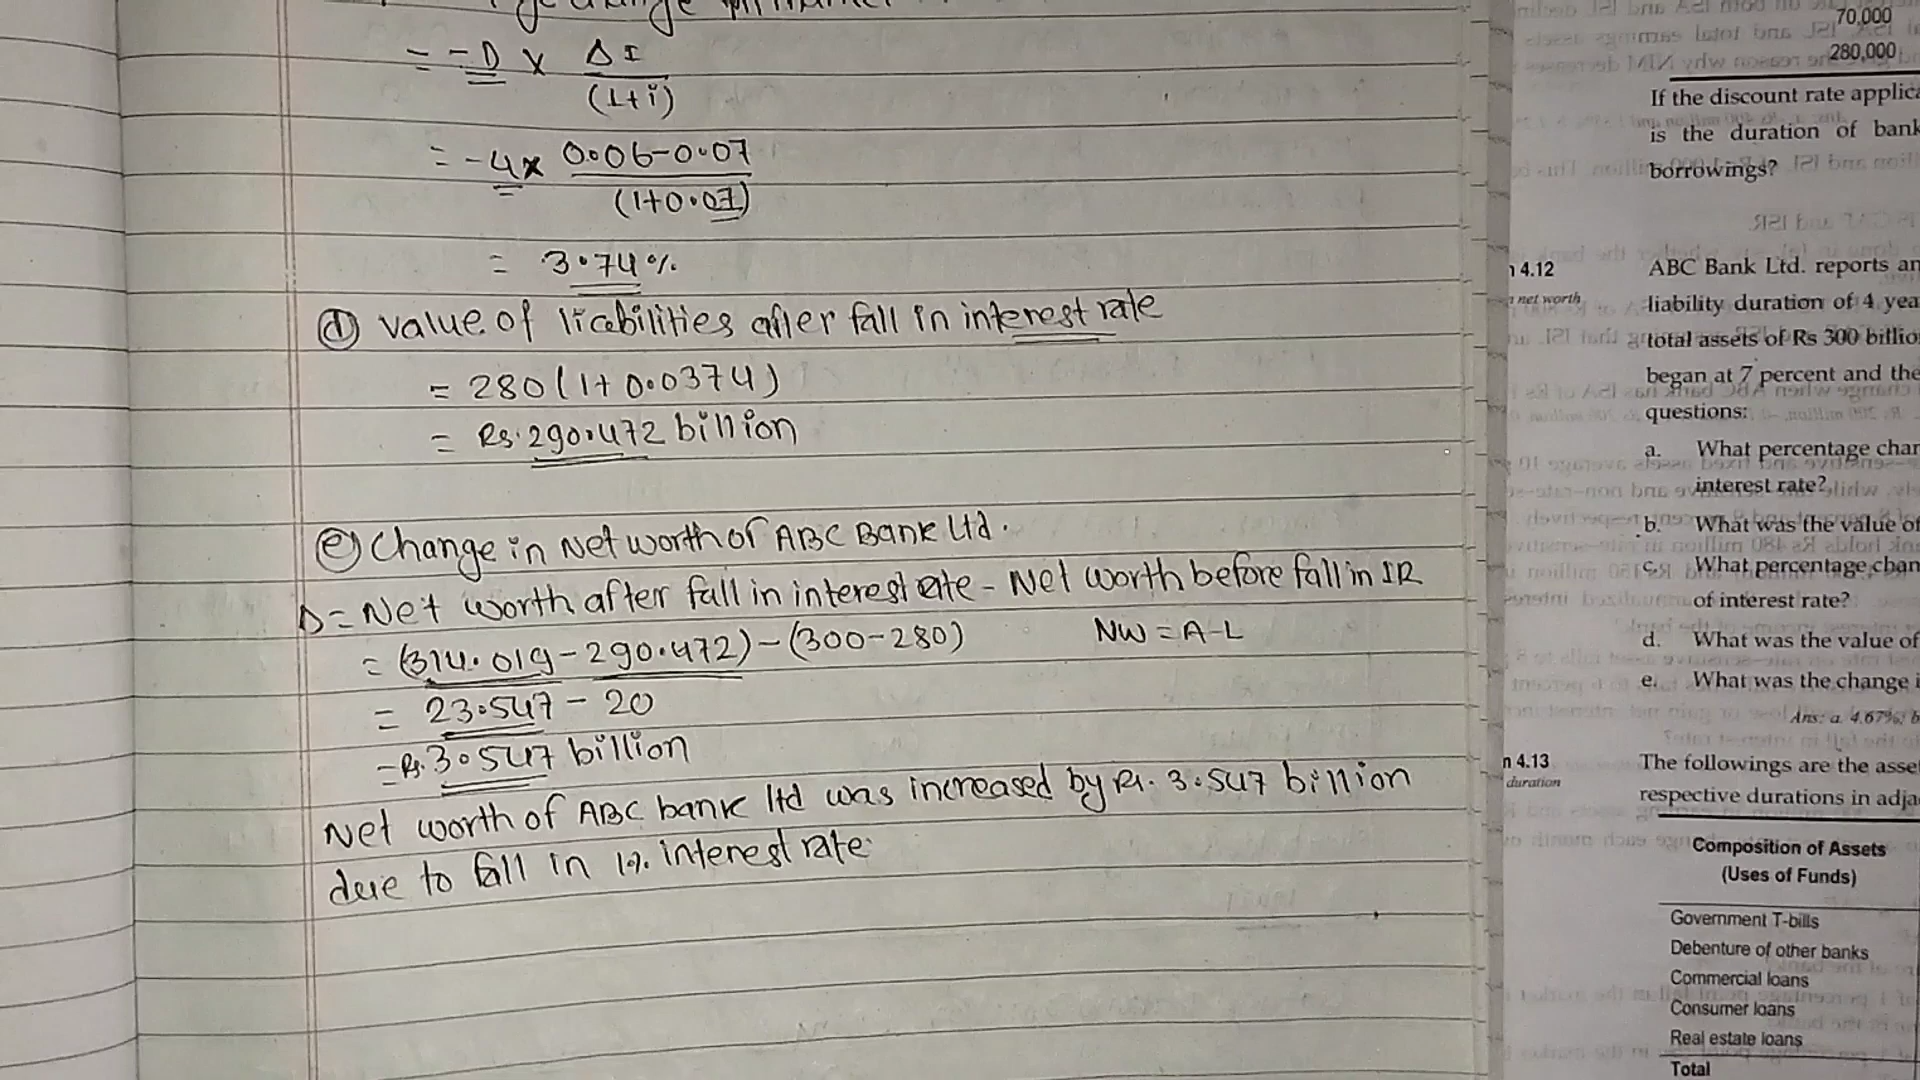 = -D × ΔI
(1+i)
= -4× 0.06-0.07
(1+0.07)
= 3.74%
(d) value of liabilities after fall in interest rate
= 280(1+0.0374)
= Rs.290.472 billion
(e) Change in Net worth of ABC Bank Ltd.
Δ = Net worth after fall in interest rate - Net worth before fall in IR
= (314.019-290.472)-(300-280) NW = A-L
= 23.547 - 20
= Rs.3.547 billion
Net worth of ABC bank ltd was increased by Rs. 3.547 billion
due to fall in 1% interest rate
70,000
280,000
If the discount rate applica
is the duration of bank
borrowings?
n 4.12 ABC Bank Ltd. reports an
net worth liability duration of 4 yea
total assets of Rs 300 billio
began at 7 percent and the
questions:
a. What percentage chan
interest rate?
b. What was the value of
c. What percentage chan
of interest rate?
d. What was the value of
e. What was the change i
Ans: a. 4.67%; b
n 4.13 The followings are the asse
duration respective durations in adja
Composition of Assets
(Uses of Funds)
Government T-bills
Debenture of other banks
Commercial loans
Consumer loans
Real estate loans
Total